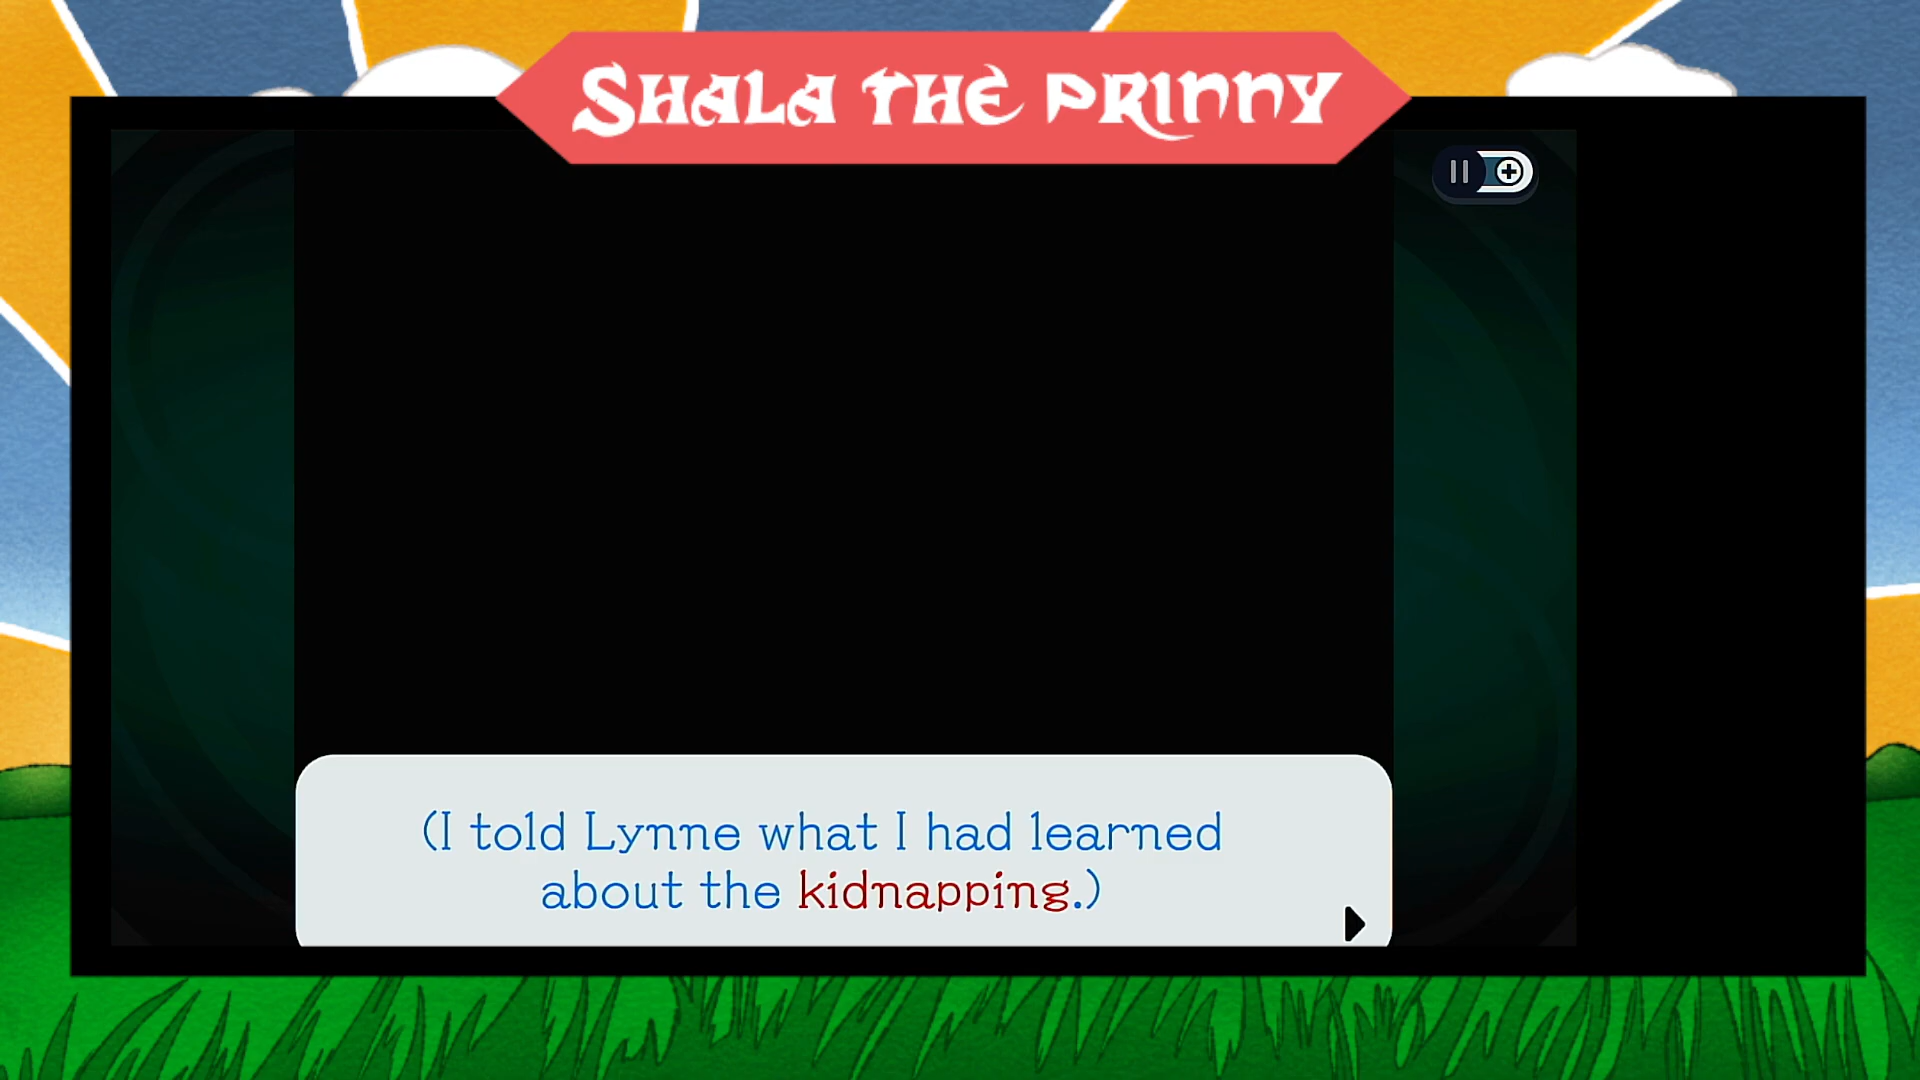 SHALA THE PRINNY
(I told Lynne what I had learned
about the kidnapping.)